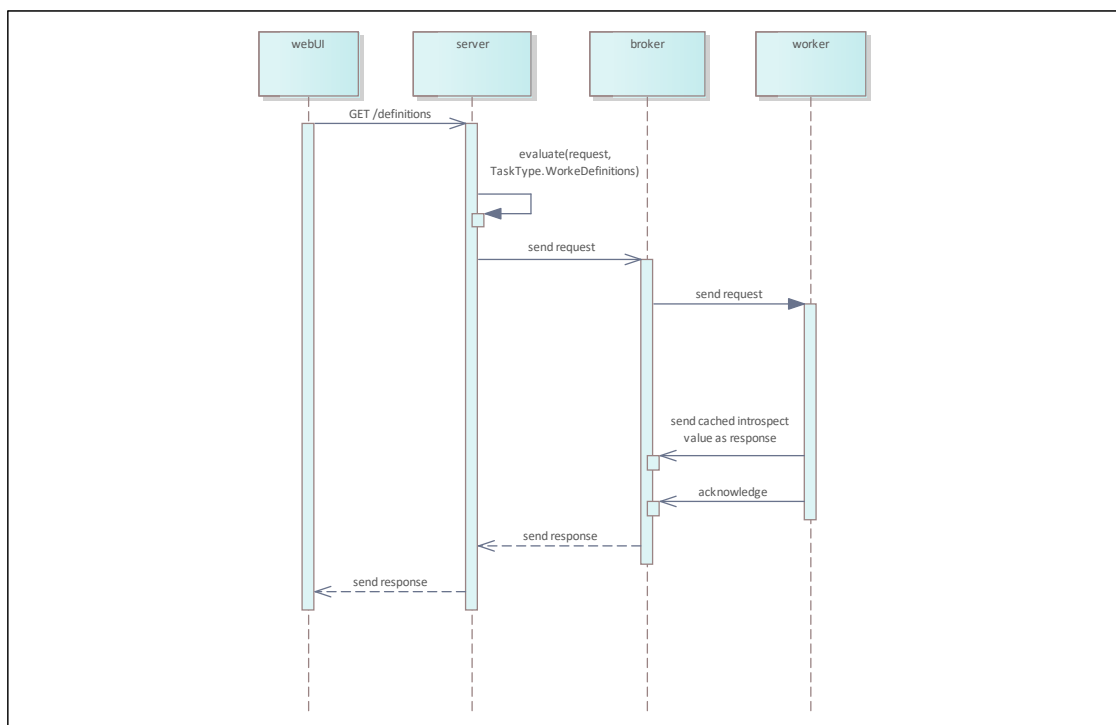 webUI
server
broker
worker
GET /definitions
evaluate(request,
TaskType.WorkeDefinitions)
send request
send request
send cached introspect
value as response
acknowledge
send response
send response